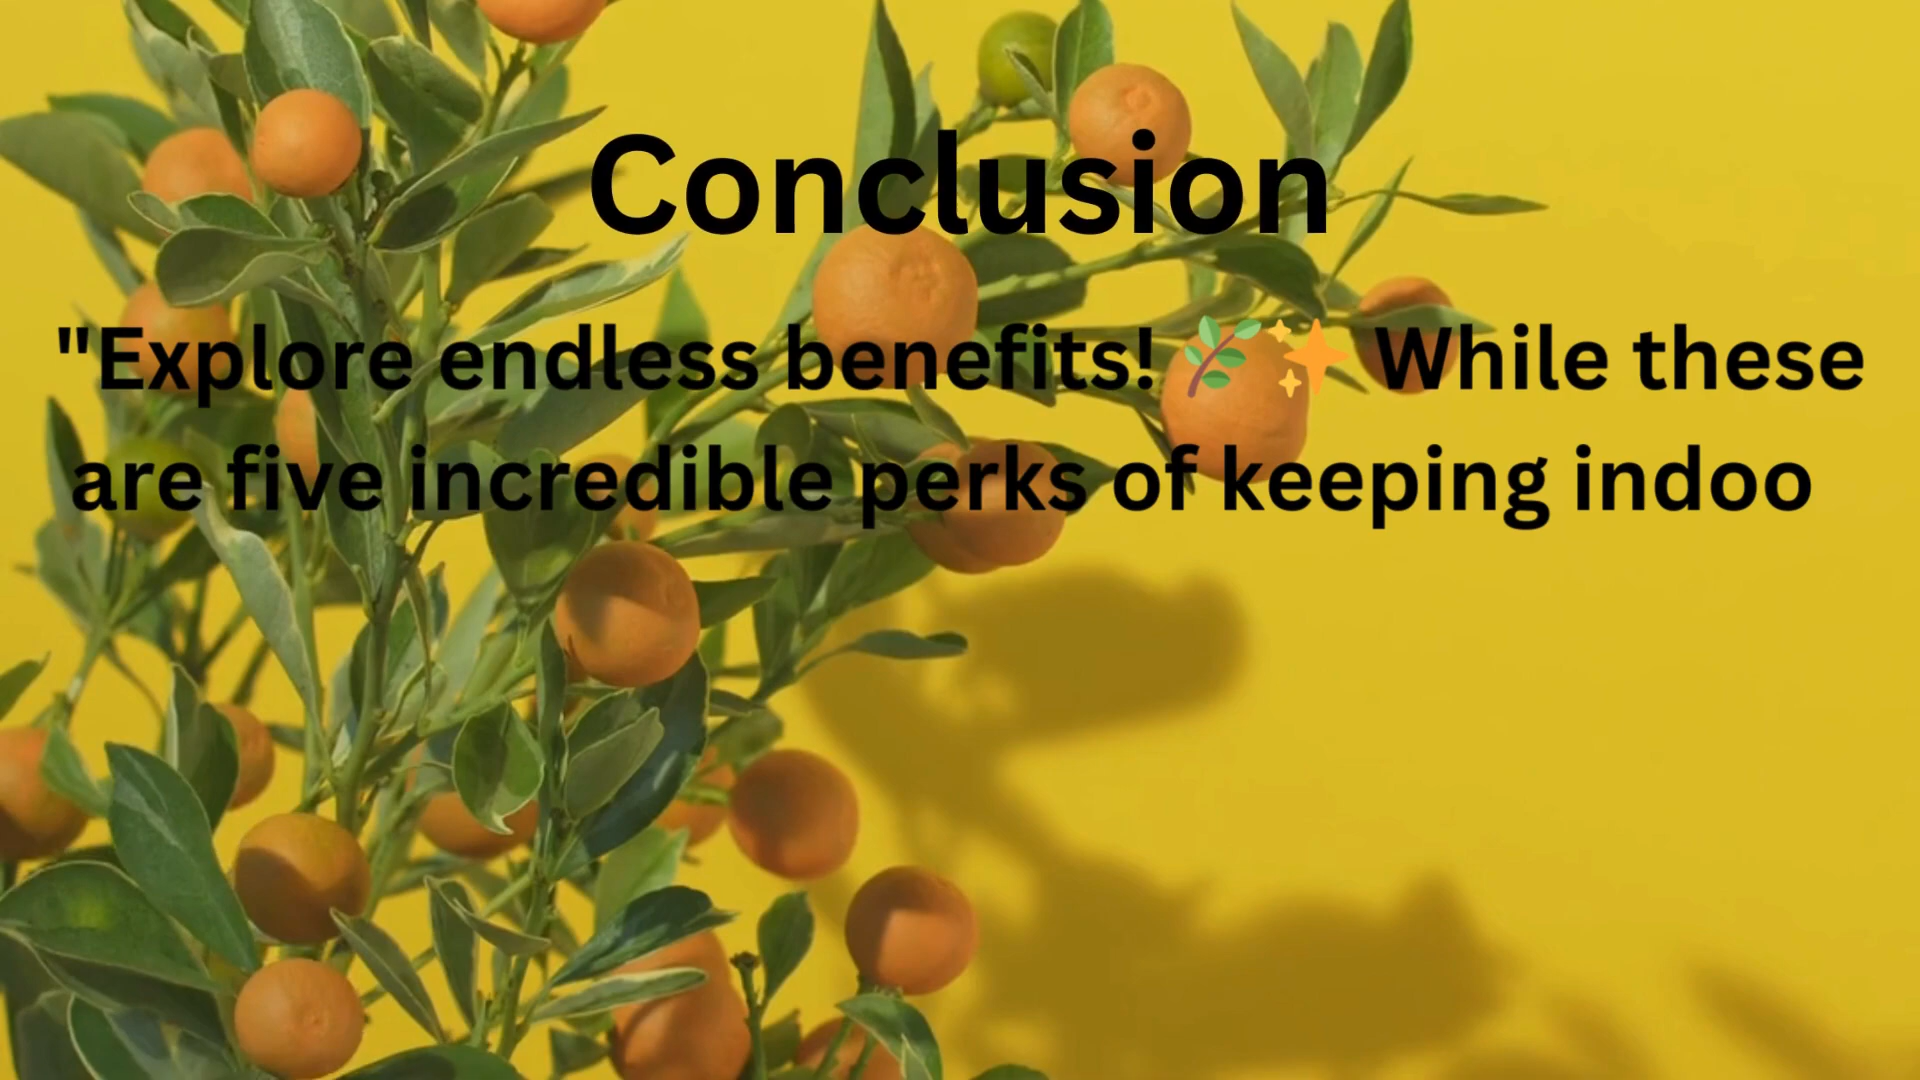 Conclusion
"Explore endless benefits! 🌿✨ While these
are five incredible perks of keeping indoo